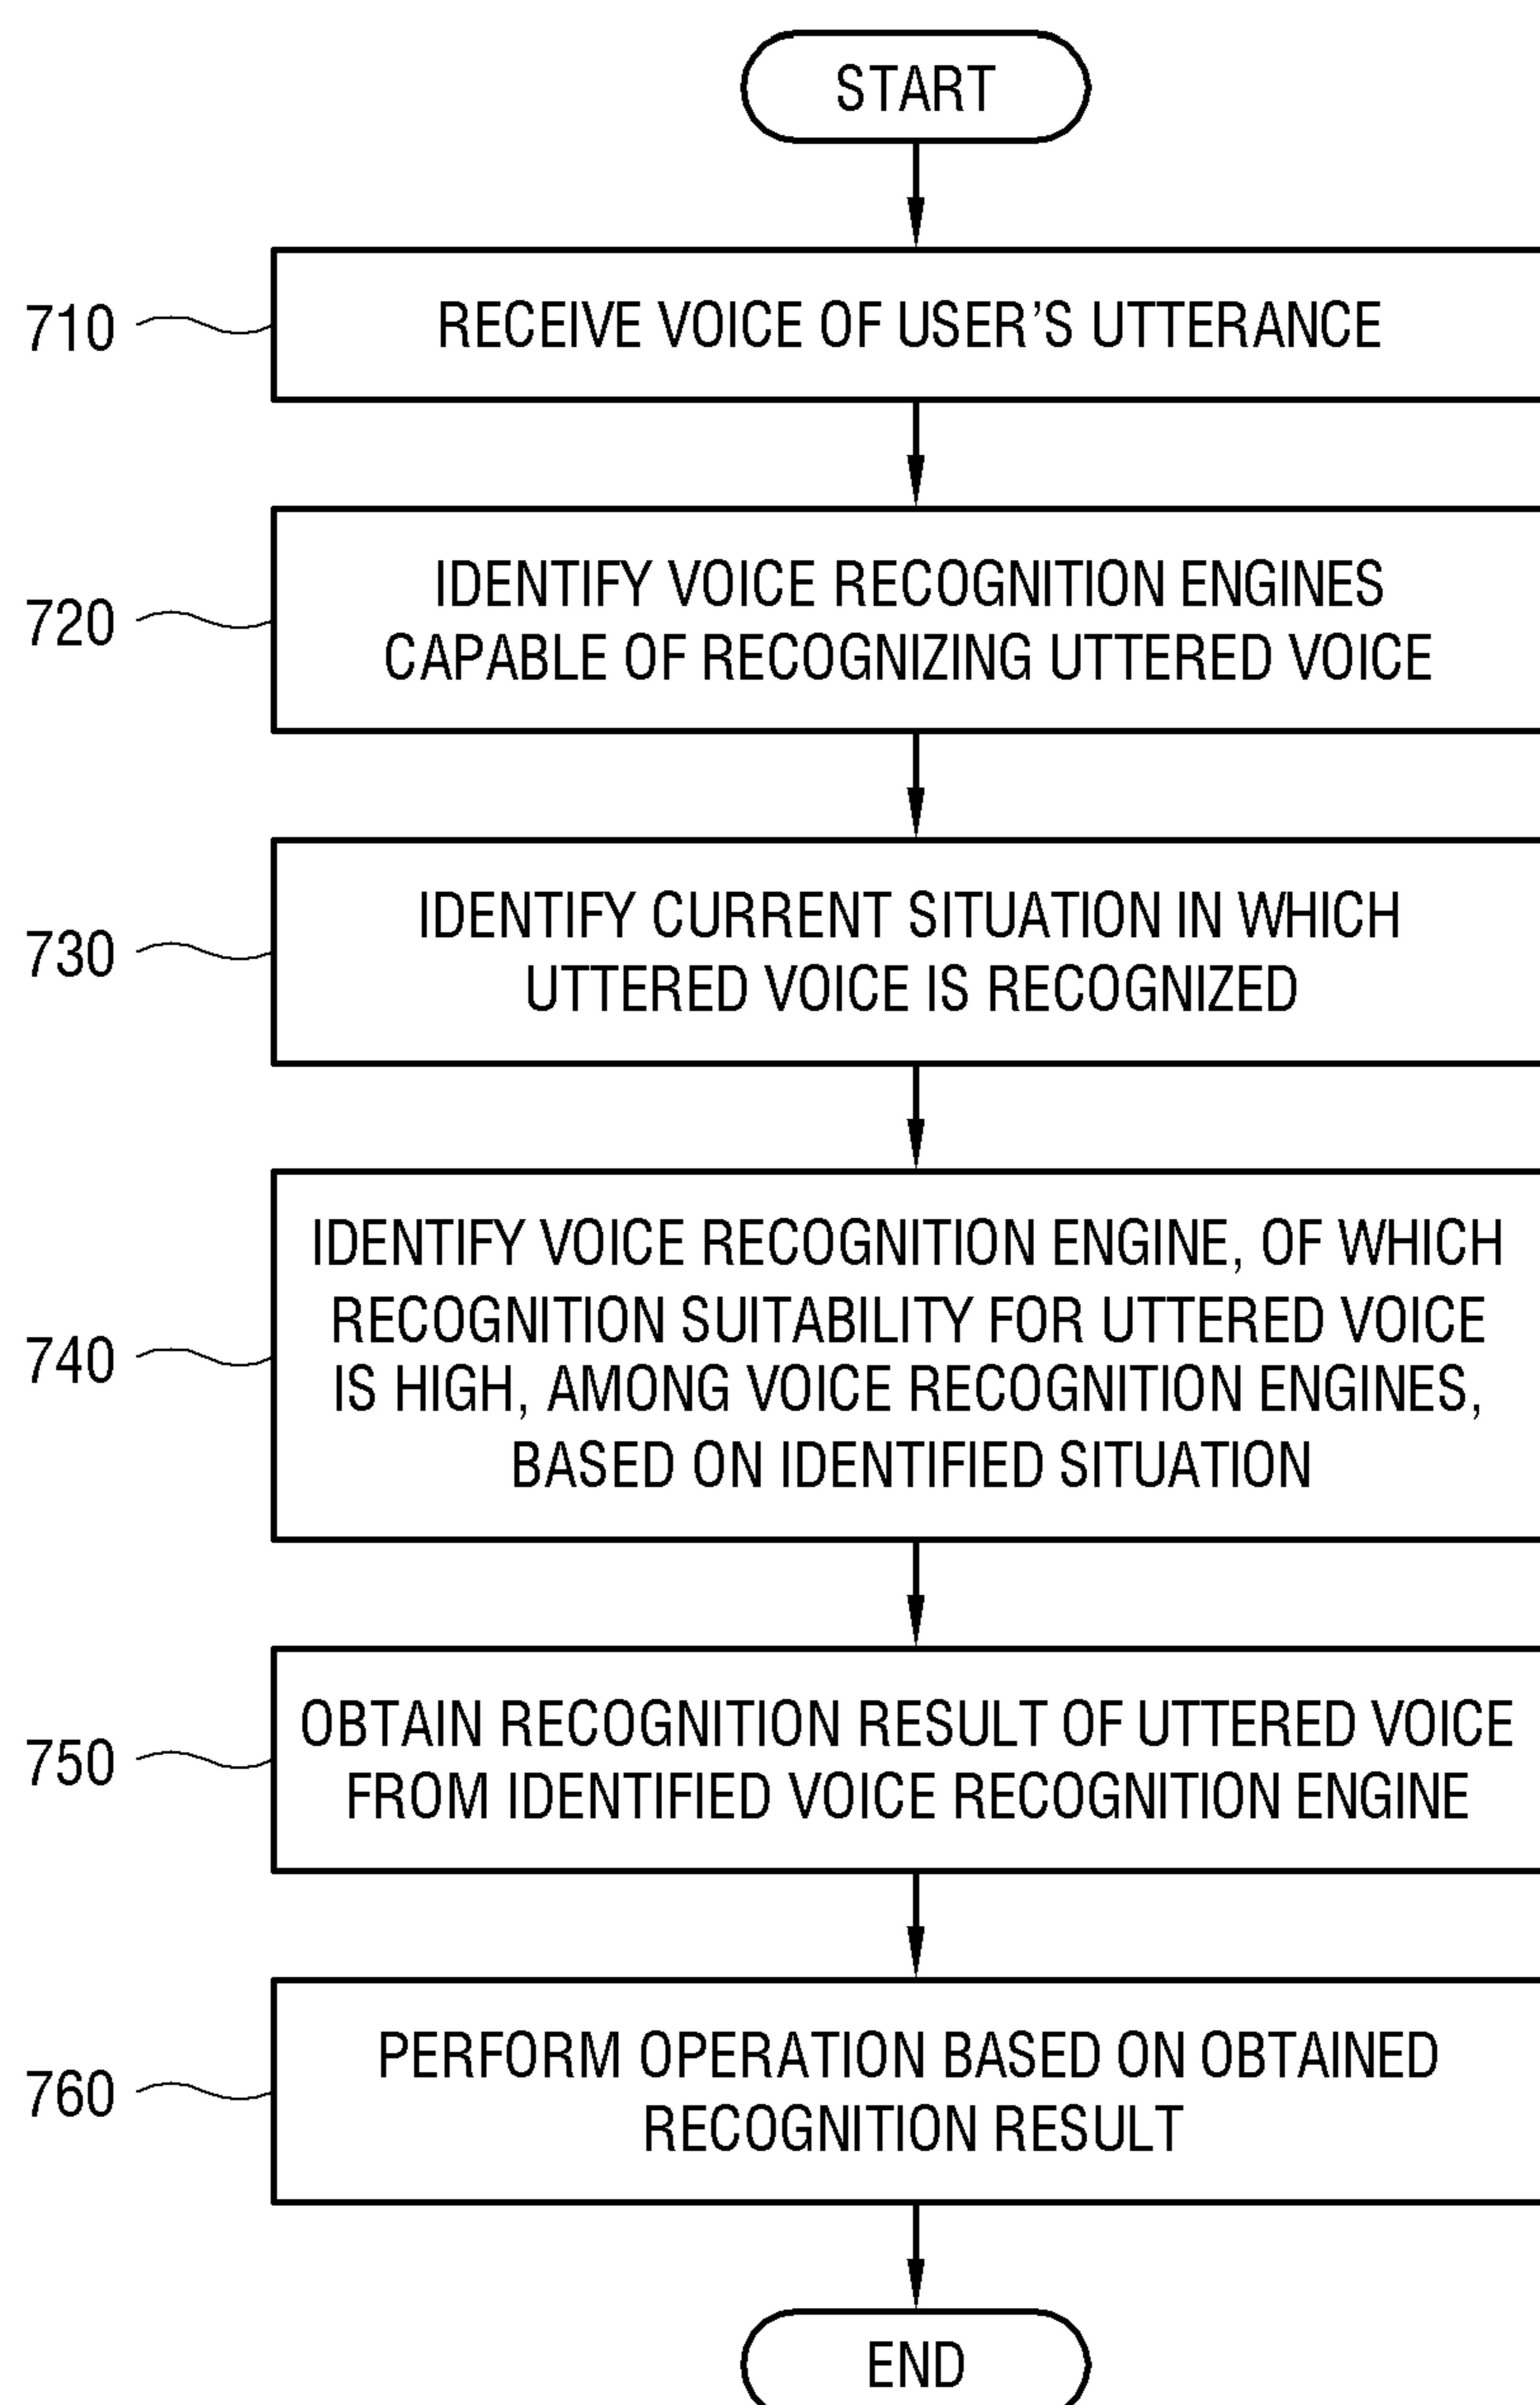 START
710
RECEIVE VOICE OF USER’S UTTERANCE
720
IDENTIFY VOICE RECOGNITION ENGINES
CAPABLE OF RECOGNIZING UTTERED VOICE
730
IDENTIFY CURRENT SITUATION IN WHICH
UTTERED VOICE IS RECOGNIZED
740
IDENTIFY VOICE RECOGNITION ENGINE, OF WHICH
RECOGNITION SUITABILITY FOR UTTERED VOICE
IS HIGH, AMONG VOICE RECOGNITION ENGINES,
BASED ON IDENTIFIED SITUATION
750
OBTAIN RECOGNITION RESULT OF UTTERED VOICE
FROM IDENTIFIED VOICE RECOGNITION ENGINE
760
PERFORM OPERATION BASED ON OBTAINED
RECOGNITION RESULT
END